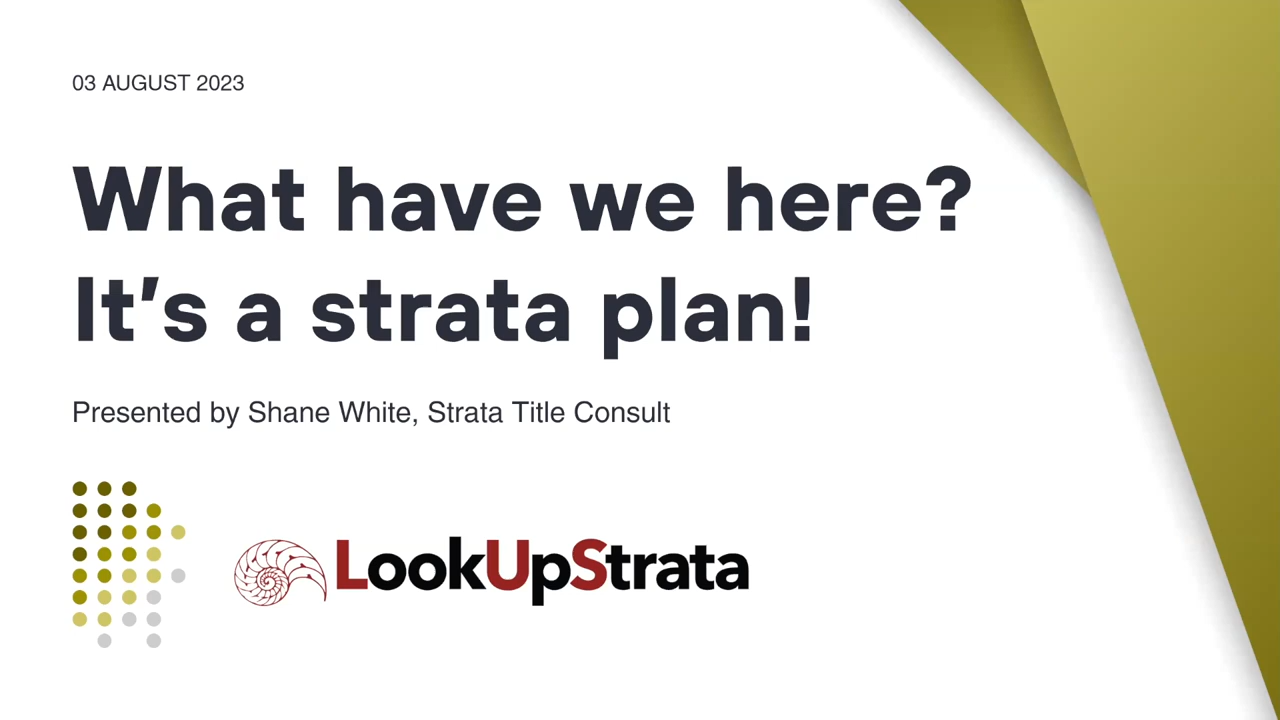 03 AUGUST 2023
What have we here?
It’s a strata plan!
Presented by Shane White, Strata Title Consult
LookUpStrata